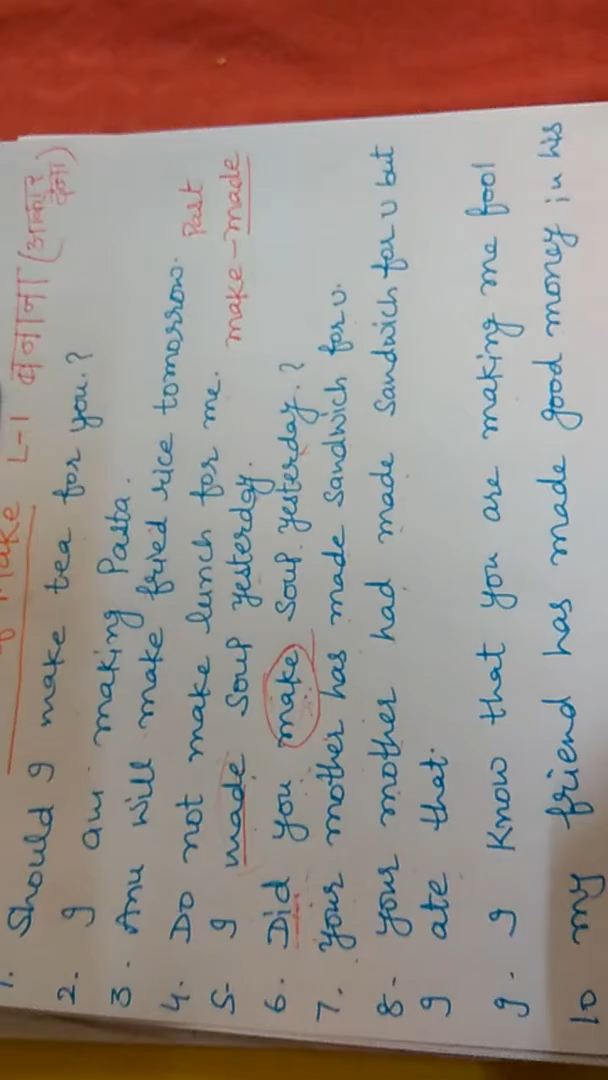 Make L-1 बनाना (आकार देना)
1. Should I make tea for you.?
2. I am making Pasta.
3. Anu will make fried rice tomorrow.
4. Do not make lunch for me. Past
5. I made Soup yesterday. make-made
6. Did you make Soup yesterday.?
7. your mother has made Sandwich for u.
8. your mother had made Sandwich for u but
I ate that.
9. I Know that you are making me fool
10 my friend has made good money in his